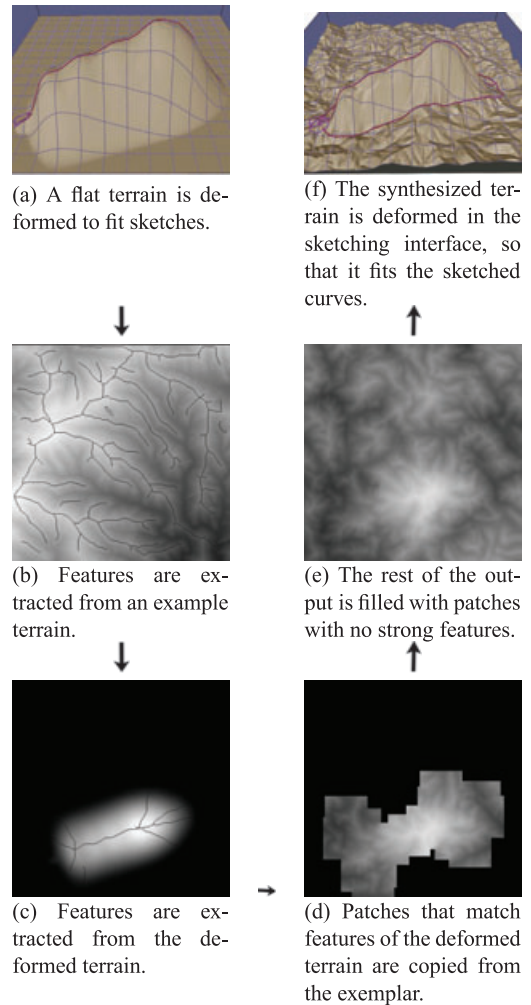 (a) A flat terrain is de-
formed to fit sketches.
(b) Features are ex-
tracted from an example
terrain.
(c) Features are ex-
tracted from the de-
formed terrain.
(d) Patches that match
features of the deformed
terrain are copied from
the exemplar.
(e) The rest of the out-
put is filled with patches
with no strong features.
(f) The synthesized ter-
rain is deformed in the
sketching interface, so
that it fits the sketched
curves.